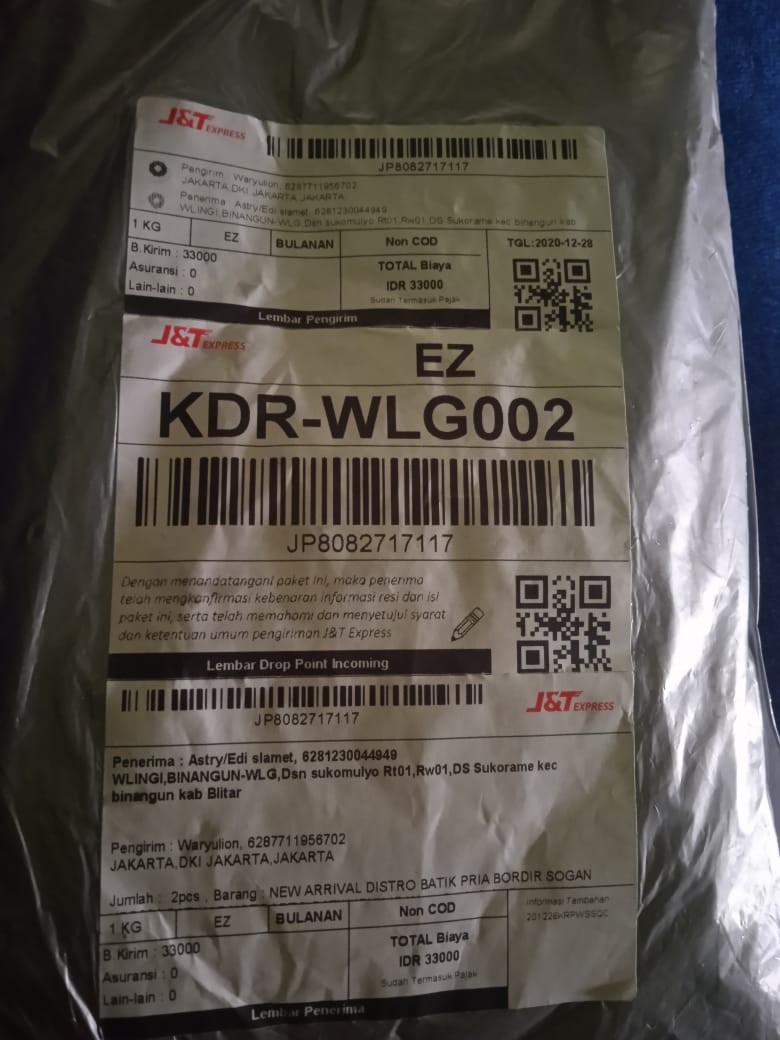 J&T EXPRESS
JP8082717117
Pengirim Waryulion, 6287711956702
JAKARTA,DKI JAKARTA,JAKARTA
Penerima Astry/Edi slamet, 6281230044949
WLINGI,BINANGUN-WLG,Dsn sukomulyo Rt01,Rw01,DS Sukorame kec binangun kab
1 KG EZ BULANAN Non COD TGL:2020-12-28
B.Kirim : 33000
Asuransi : 0
Lain-lain : 0
TOTAL Biaya
IDR 33000
Sudah Termasuk Pajak
Lembar Pengirim
J&T EXPRESS
EZ
KDR-WLG002
JP8082717117
Dengan menandatangani paket ini, maka penerima
telah mengkonfirmasi kebenaran informasi resi dan isi
paket ini, serta telah memahami dan menyetujui syarat
dan ketentuan umum pengiriman J&T Express
Lembar Drop Point Incoming
JP8082717117
J&T EXPRESS
Penerima : Astry/Edi slamet, 6281230044949
WLINGI,BINANGUN-WLG,Dsn sukomulyo Rt01,Rw01,DS Sukorame kec
binangun kab Blitar
Pengirim : Waryulion, 6287711956702
JAKARTA,DKI JAKARTA,JAKARTA
Jumlah : 2pcs , Barang : NEW ARRIVAL DISTRO BATIK PRIA BORDIR SOGAN
1 KG EZ BULANAN Non COD
B.Kirim : 33000
Asuransi : 0
Lain-lain : 0
TOTAL Biaya
IDR 33000
Sudah Termasuk Pajak
Informasi Tambahan
Lembar Penerima